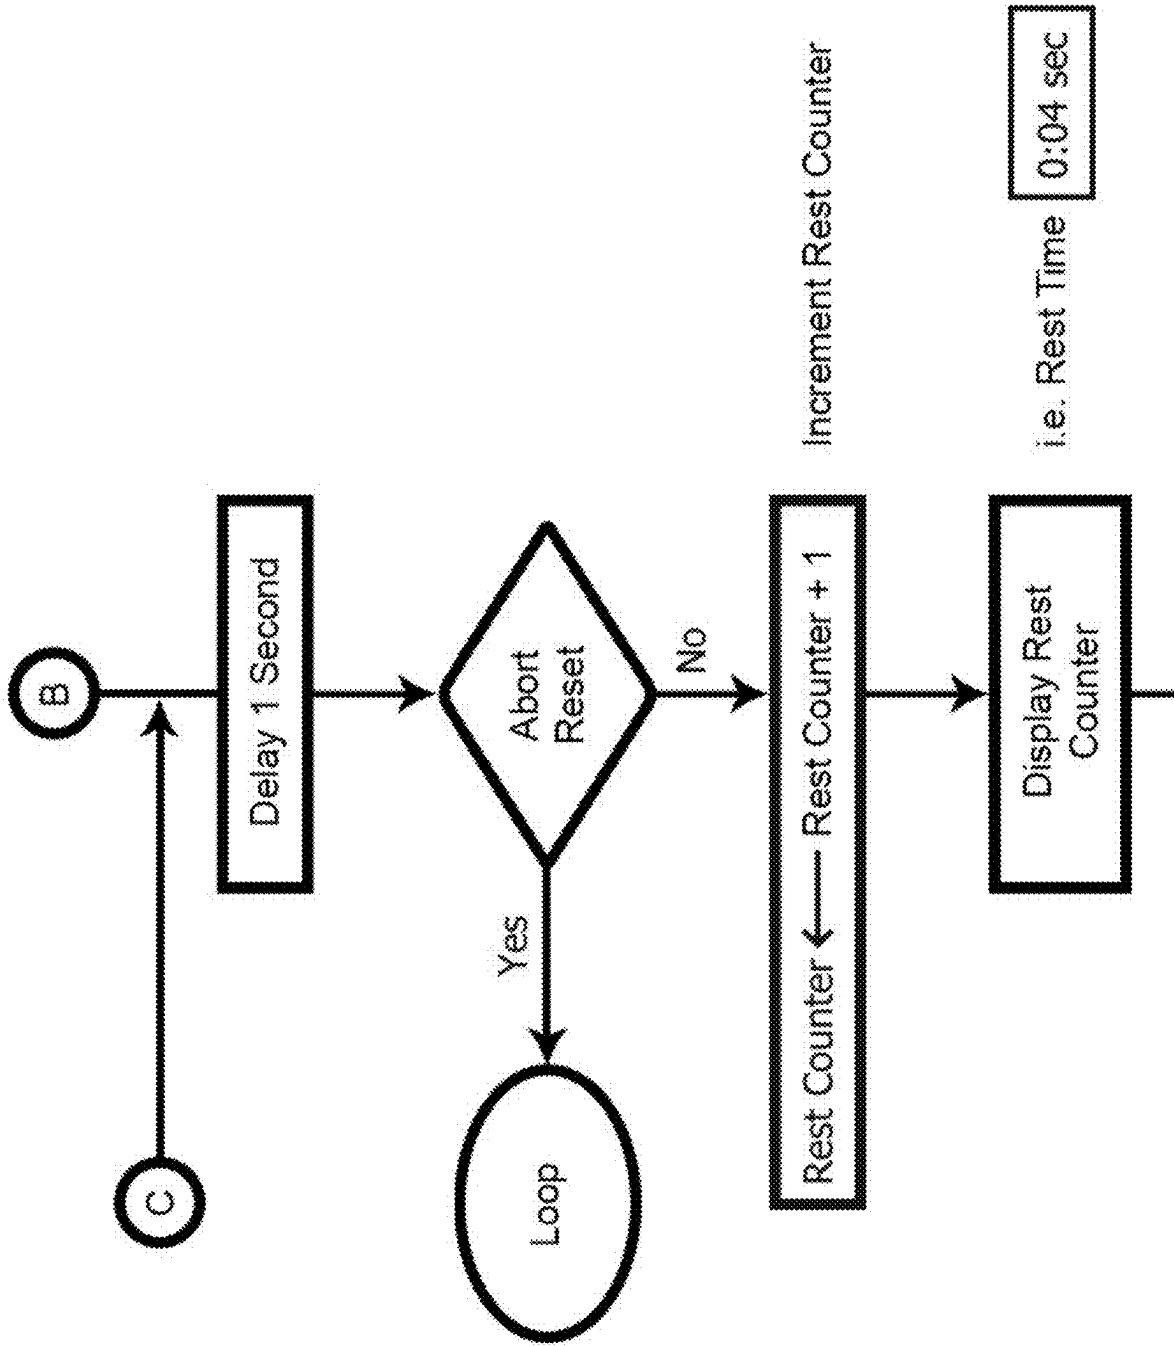 B
C
Delay 1 Second
Abort
Reset
Yes
No
Loop
Rest Counter ← Rest Counter + 1
Increment Rest Counter
Display Rest
Counter
i.e. Rest Time 0:04 sec